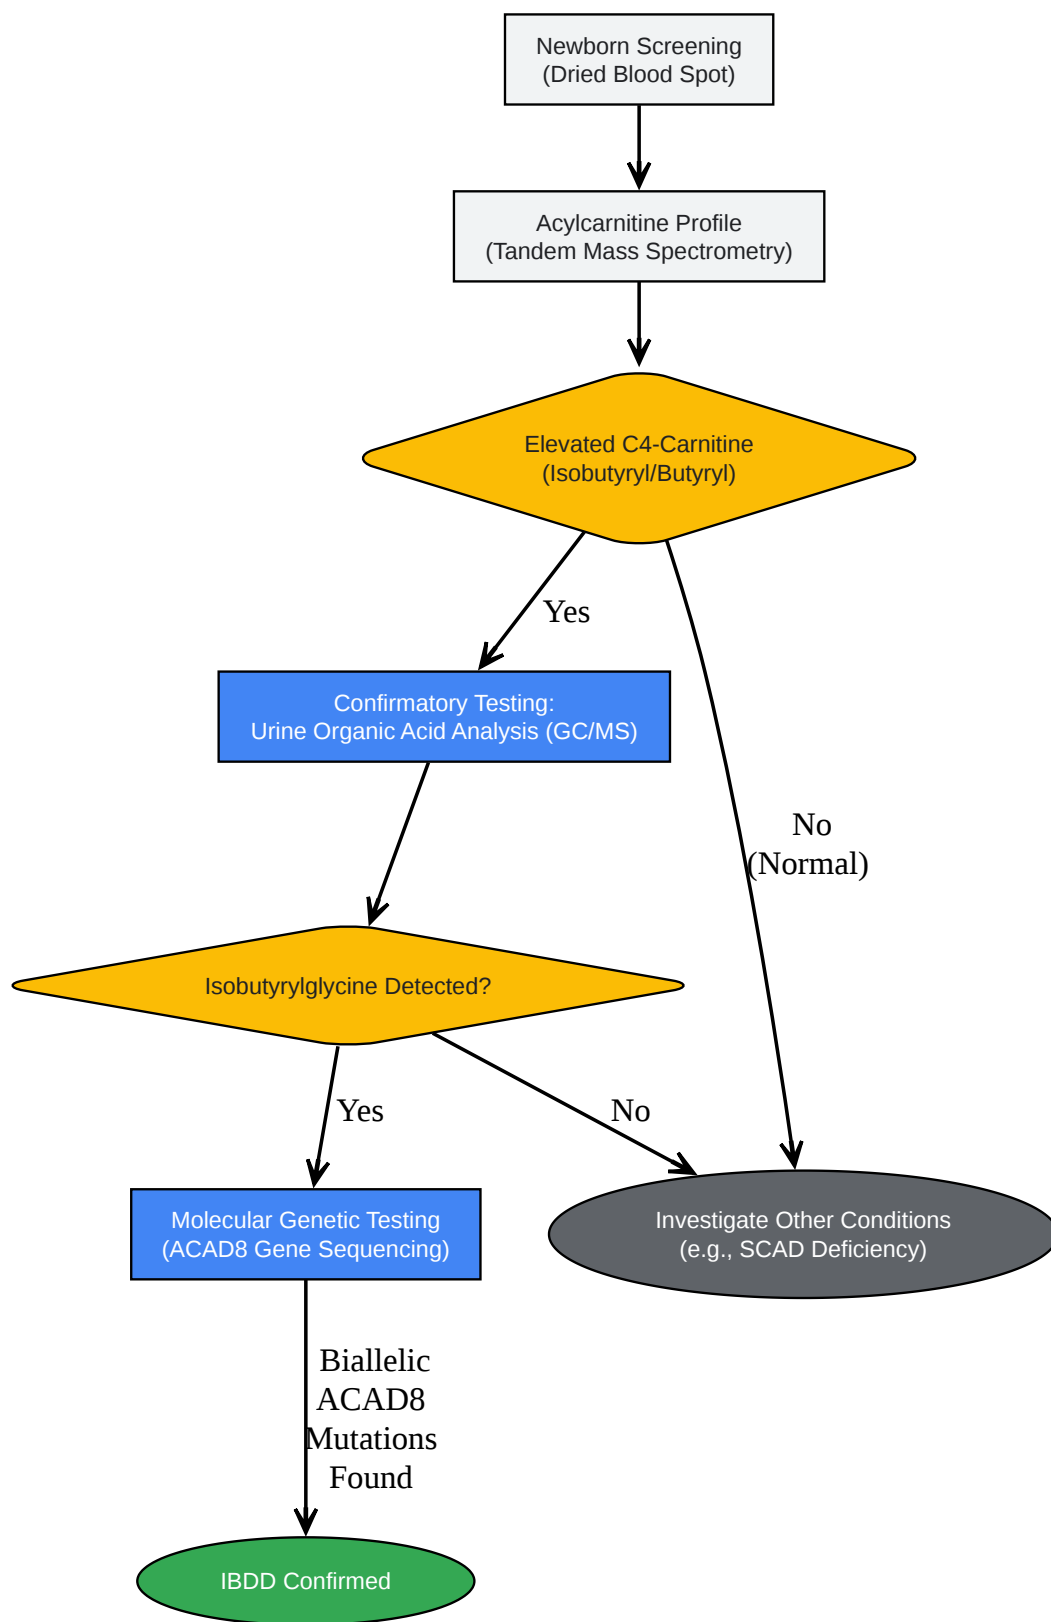 Newborn Screening
(Dried Blood Spot)
Acylcarnitine Profile
(Tandem Mass Spectrometry)
Elevated C4-Carnitine
(Isobutyryl/Butyryl)
Yes
Confirmatory Testing:
Urine Organic Acid Analysis (GC/MS)
No
(Normal)
Isobutyrylglycine Detected?
Yes
No
Molecular Genetic Testing
(ACAD8 Gene Sequencing)
Investigate Other Conditions
(e.g., SCAD Deficiency)
Biallelic
ACAD8
Mutations
Found
IBDD Confirmed